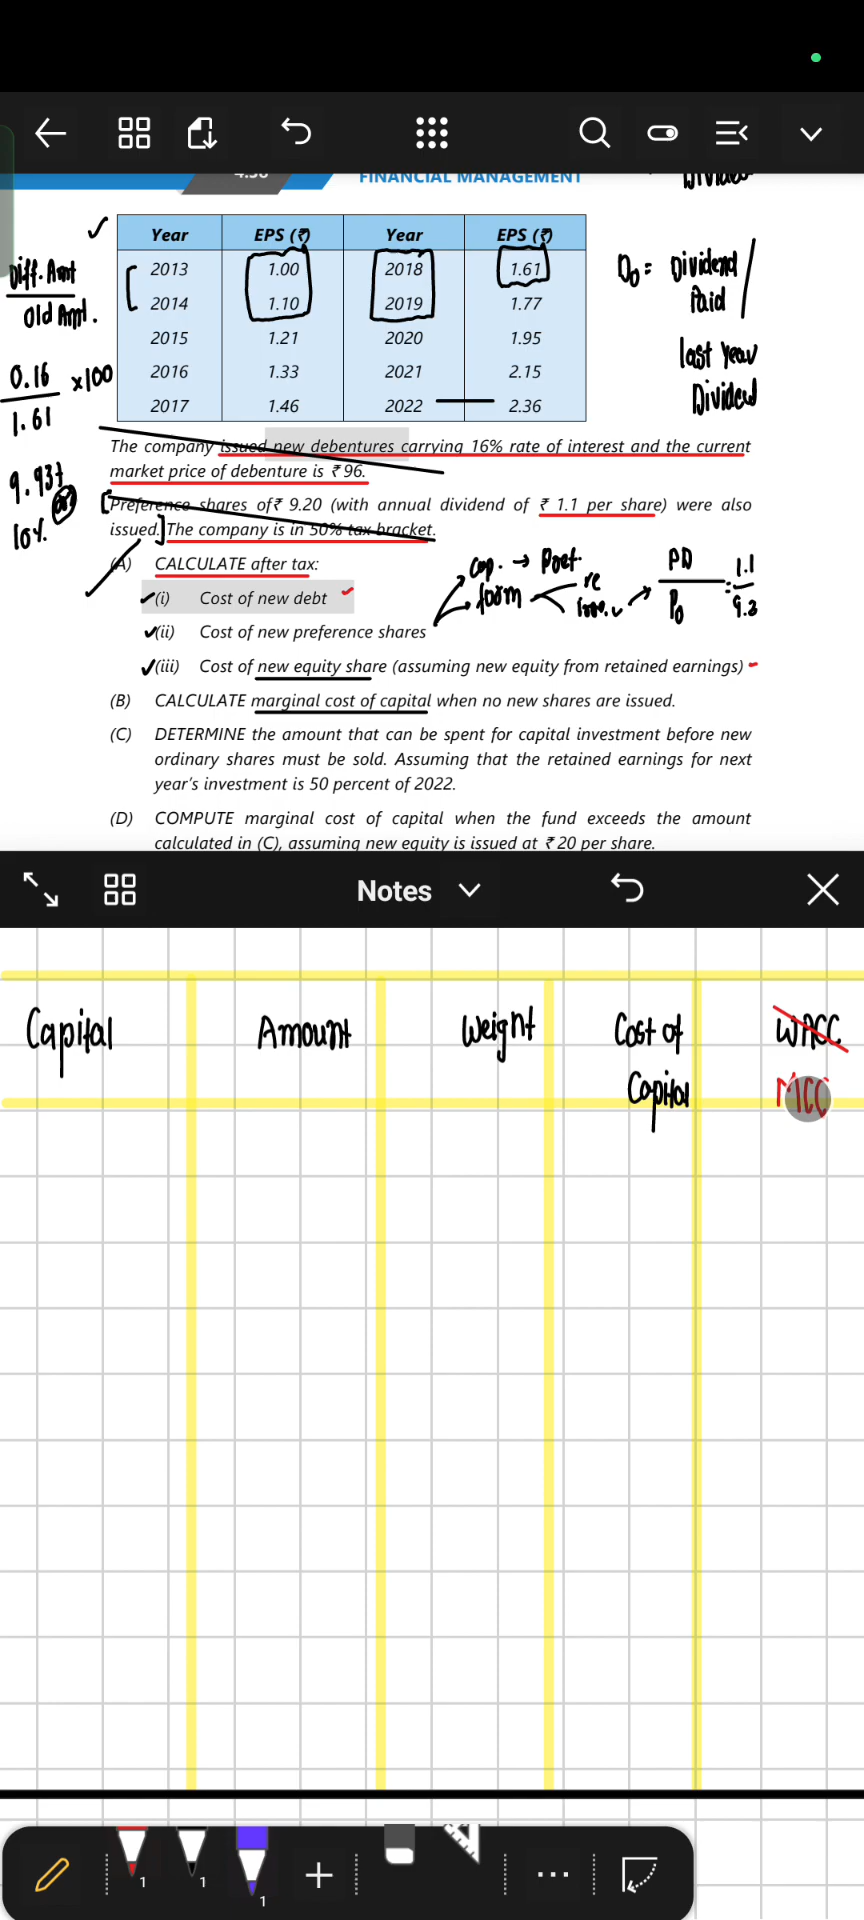 FINANCIAL MANAGEMENT
Year EPS (₹) Year EPS (₹)
2013 1.00 2018 1.61
2014 1.10 2019 1.77
2015 1.21 2020 1.95
2016 1.33 2021 2.15
2017 1.46 2022 2.36
Diff. Amt
Old Amt.
0.16 x100
1.61
10%
D₀ = Dividend
Paid
last Year
Dividend
The company issued new debentures carrying 16% rate of interest and the current
market price of debenture is ₹ 96.
Preference shares of ₹ 9.20 (with annual dividend of ₹ 1.1 per share) were also
issued. The company is in 50% tax bracket.
(A) CALCULATE after tax:
(i) Cost of new debt
(ii) Cost of new preference shares
(iii) Cost of new equity share (assuming new equity from retained earnings)
form
re
PD
P₀
= 1.1
9.2
(B) CALCULATE marginal cost of capital when no new shares are issued.
(C) DETERMINE the amount that can be spent for capital investment before new
ordinary shares must be sold. Assuming that the retained earnings for next
year's investment is 50 percent of 2022.
(D) COMPUTE marginal cost of capital when the fund exceeds the amount
calculated in (C), assuming new equity is issued at ₹ 20 per share.
Notes
Capital Amount Weight Cost of WACC
Capital MCC
1 1 1